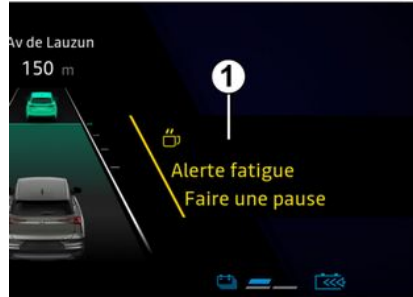 Av de Lauzun
150 m
1
Alerte fatigue
Faire une pause